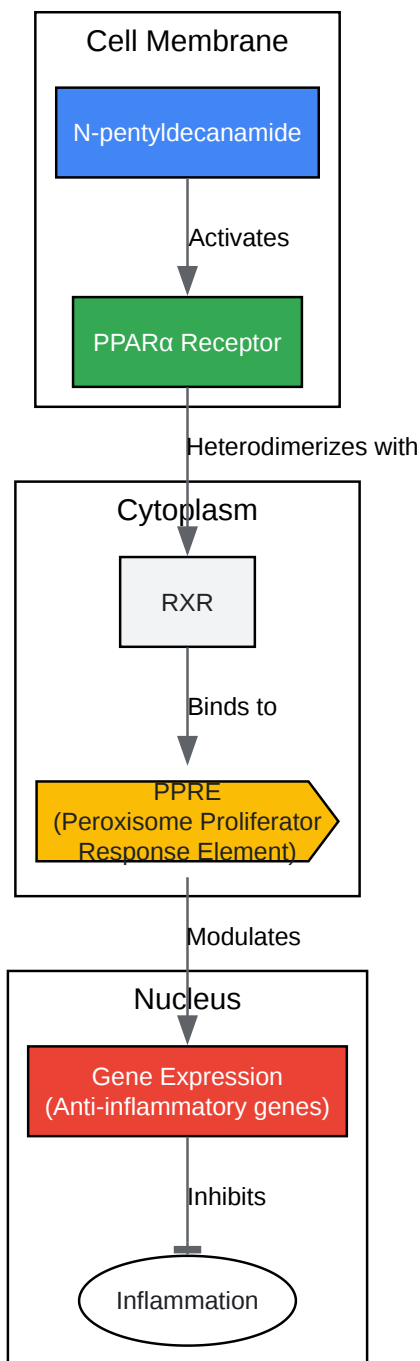 Cell Membrane
N-pentyldecanamide
Activates
PPARα Receptor
Heterodimerizes with
Cytoplasm
RXR
Binds to
PPRE
(Peroxisome Proliferator
Response Element)
Modulates
Nucleus
Gene Expression
(Anti-inflammatory genes)
Inhibits
Inflammation